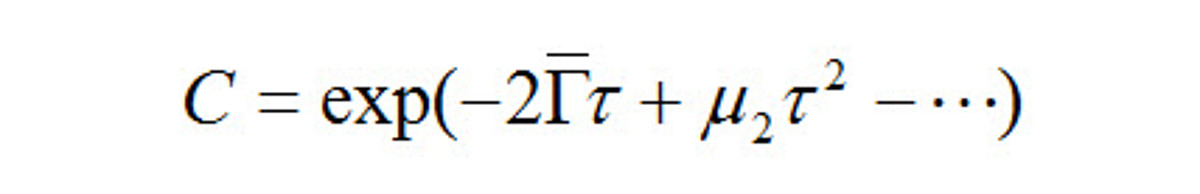 C = exp(−2Γ̅τ + μ₂τ² − ⋯)